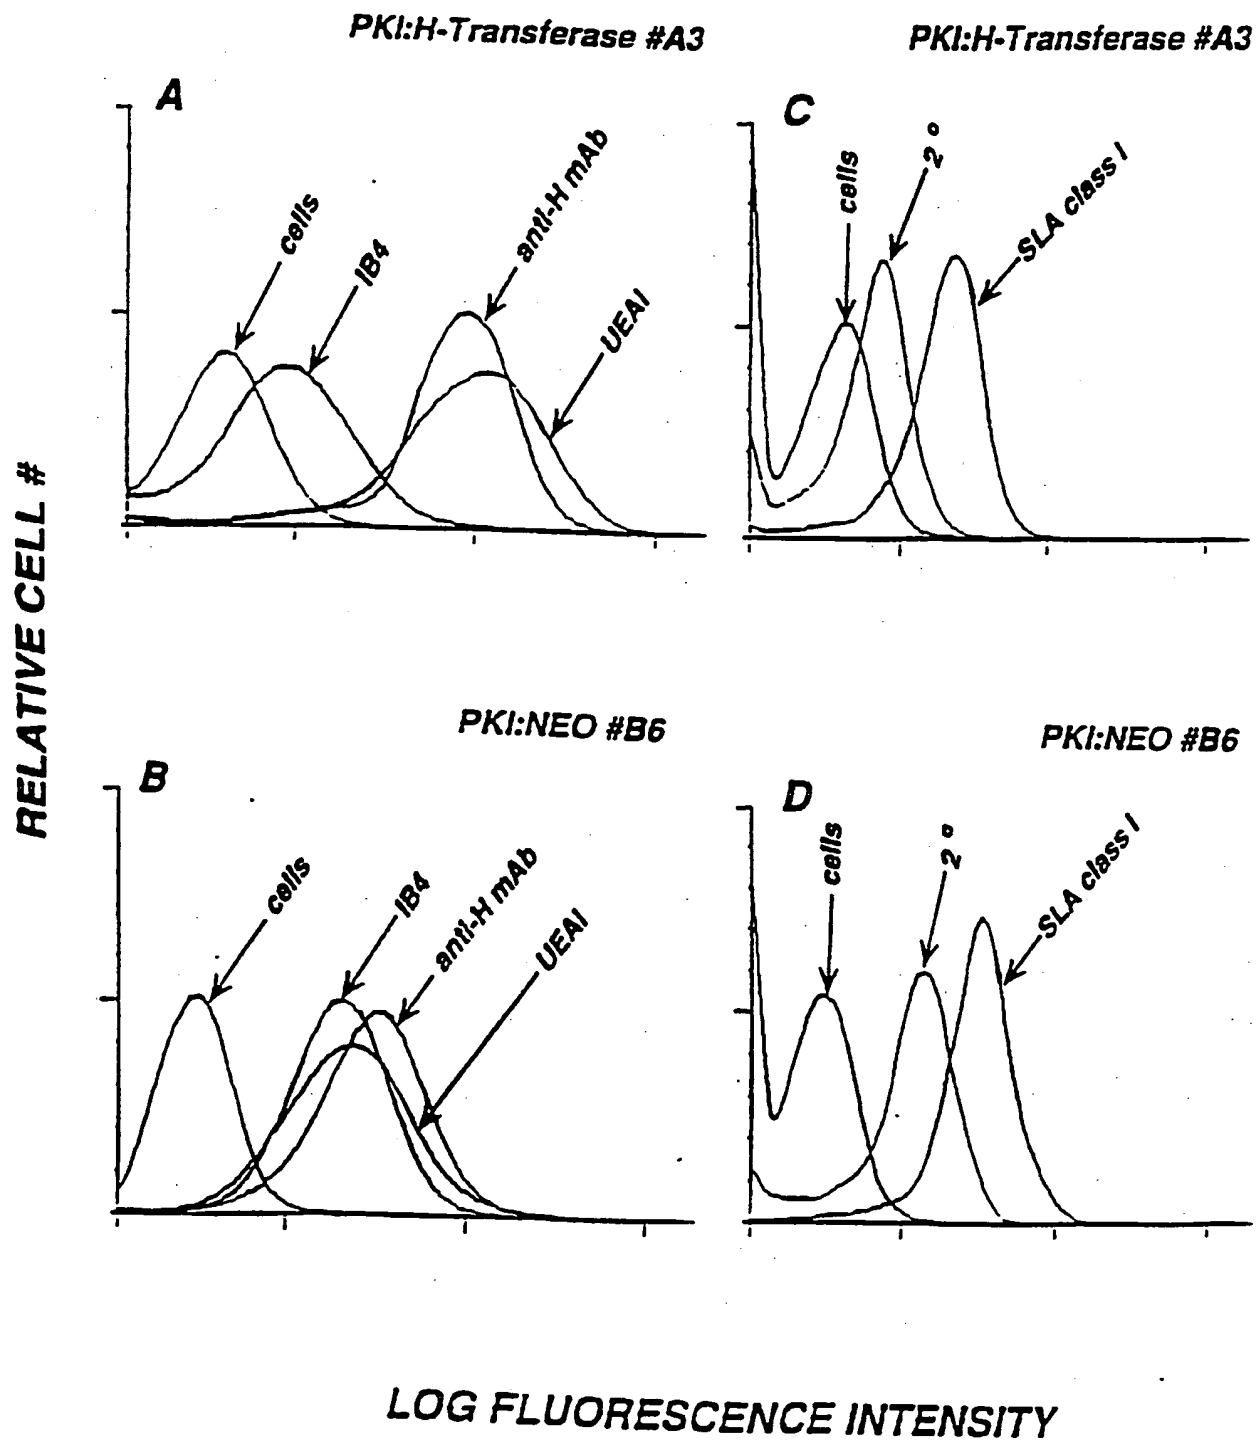 PKI:H-Transferase #A3
PKI:H-Transferase #A3
A
cells
IB4
anti-H mAb
UEAI
C
cells
2 °
SLA class I
RELATIVE CELL #
PKI:NEO #B6
PKI:NEO #B6
B
cells
IB4
anti-H mAb
UEAI
D
cells
2 °
SLA class I
LOG FLUORESCENCE INTENSITY